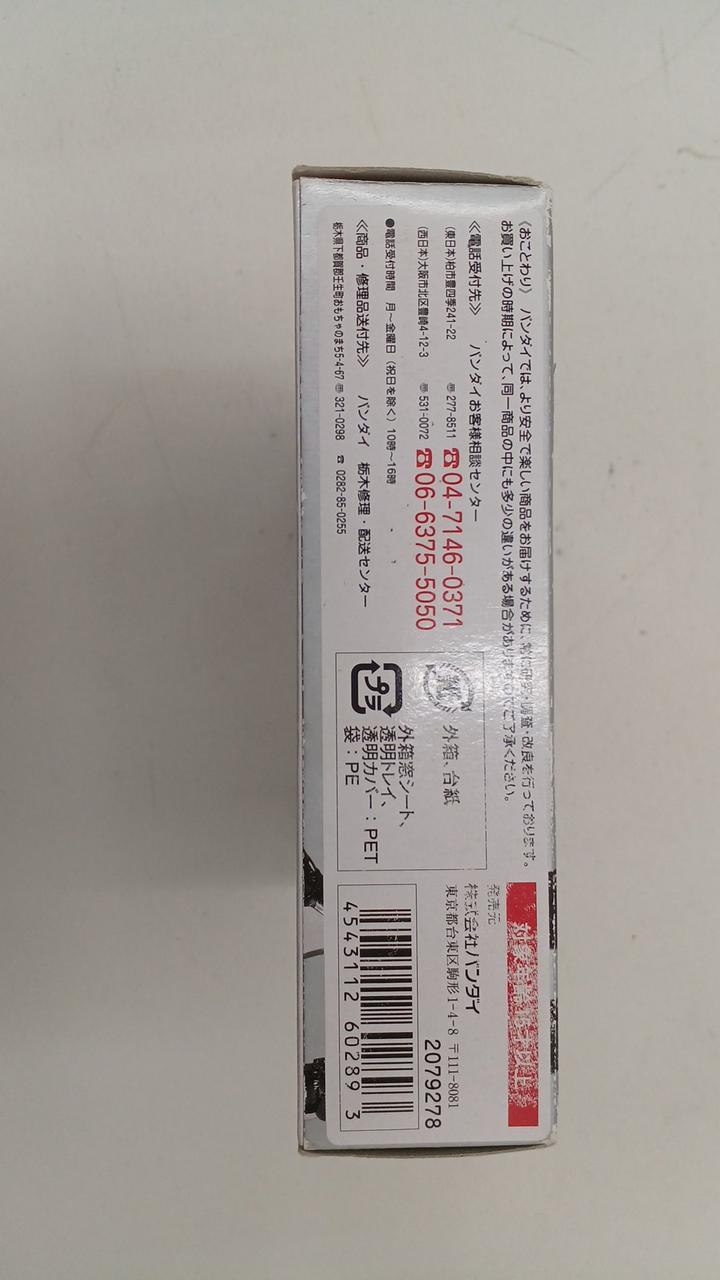 《おことわり》 バンダイでは、より安全で楽しい商品をお届けするために、常に研究・調査・改良を行っております。
お買い上げの時期によって、同一商品の中にも多少の違いがある場合がありますのでご了承ください。
≪電話受付先≫ バンダイお客様相談センター
(東日本)柏市豊四季241-22 〠 277-8511 ☎04-7146-0371
(西日本)大阪市北区豊崎4-12-3 〠 531-0072 ☎06-6375-5050
●電話受付時間 月～金曜日(祝日を除く) 10時～16時
≪商品・修理品送付先≫ バンダイ 栃木修理・配送センター
栃木県下都賀郡壬生町おもちゃのまち5-4-67 〠 321-0298 ☎ 0282-85-0255
紙
外箱、台紙
プラ
外箱窓シート、
透明トレイ、
透明カバー：PET
袋：PE
発売元
株式会社バンダイ
東京都台東区駒形1-4-8 〒111-8081
2079278
4543112 60289 3